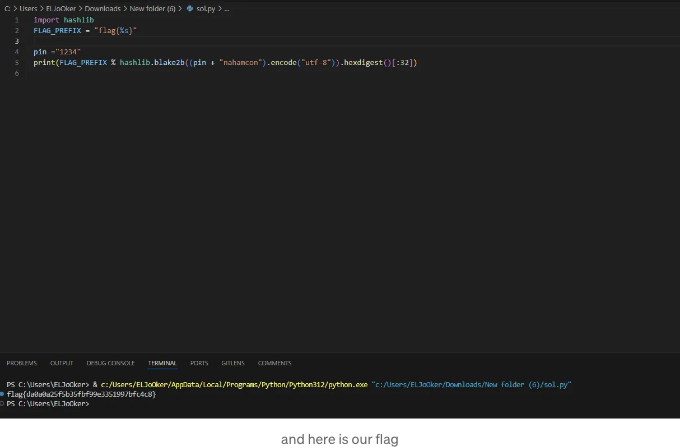 C: > Users > ELJoOker > Downloads > New folder (6) > sol.py > ...
1 import hashlib
2 FLAG_PREFIX = "flag{%s}"
3
4 pin ="1234"
5 print(FLAG_PREFIX % hashlib.blake2b((pin + "nahamcon").encode("utf-8")).hexdigest()[:32])
6
PROBLEMS OUTPUT DEBUG CONSOLE TERMINAL PORTS GITLENS COMMENTS
PS C:\Users\ELJoOker> & c:/Users/ELJoOker/AppData/Local/Programs/Python/Python312/python.exe "c:/Users/ELJoOker/Downloads/New folder (6)/sol.py"
flag{da0a0a25f5b35fbf99e3351997bfc4c8}
PS C:\Users\ELJoOker>
and here is our flag